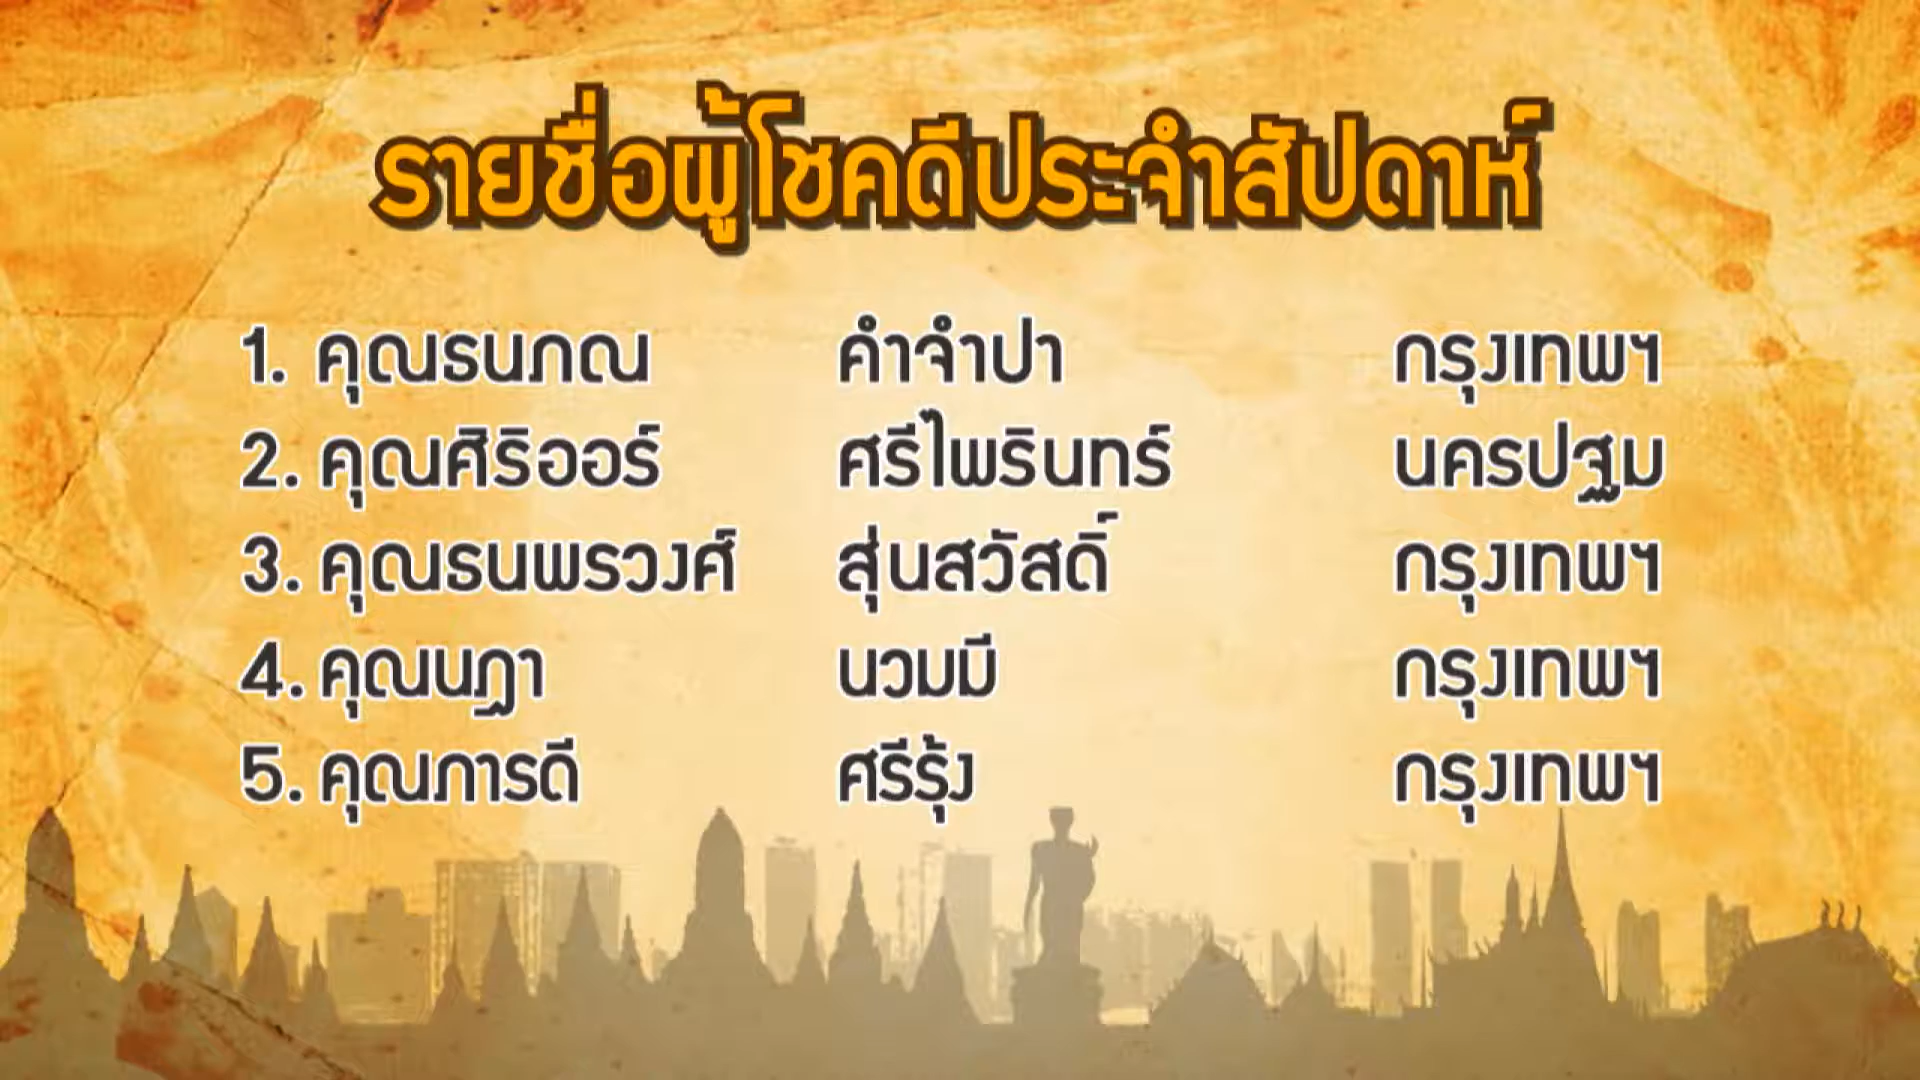 รายชื่อผู้โชคดีประจำสัปดาห์
1. คุณธนภณ คำจำปา กรุงเทพฯ
2. คุณศิริออร์ ศรีไพรินทร์ นครปฐม
3. คุณธนพรวงศ์ สุ่นสวัสดิ์ กรุงเทพฯ
4. คุณนฎา นวมมี กรุงเทพฯ
5. คุณภารดี ศรีรุ้ง กรุงเทพฯ